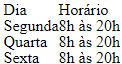 Dia Horário
Segunda 8h às 20h
Quarta 8h às 20h
Sexta 8h às 20h